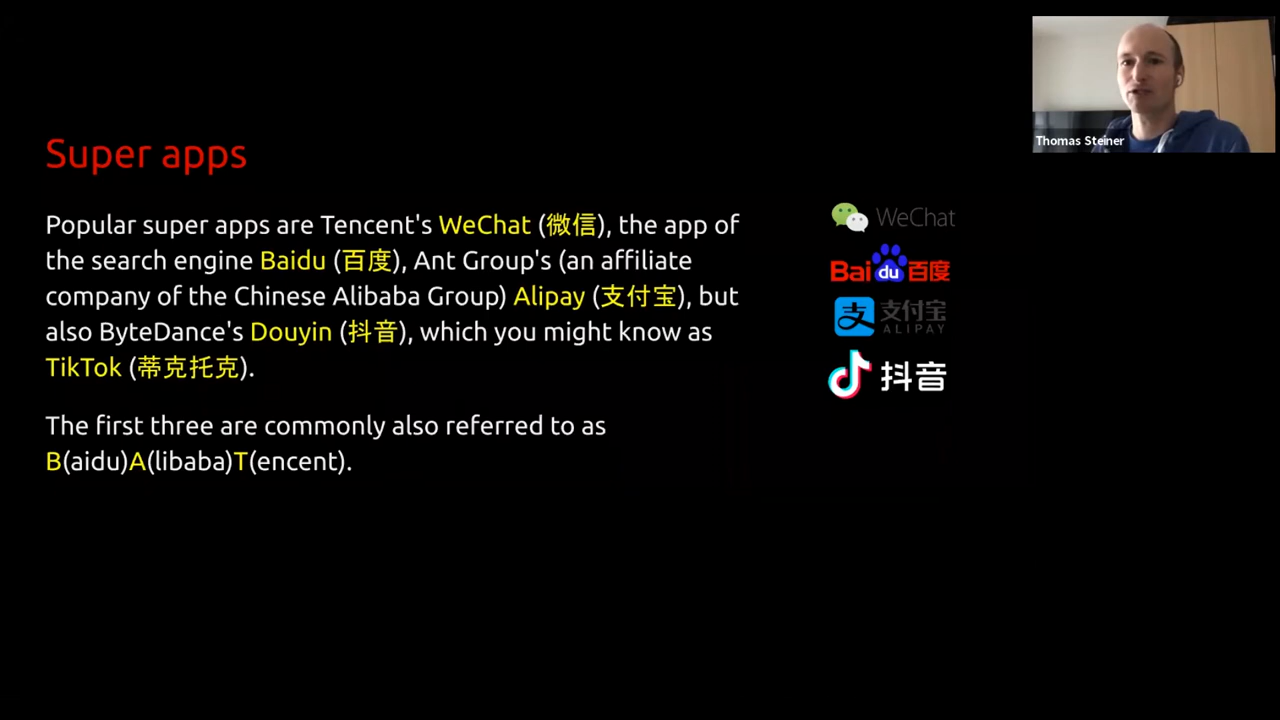 Super apps
Popular super apps are Tencent's WeChat (微信), the app of
the search engine Baidu (百度), Ant Group's (an affiliate
company of the Chinese Alibaba Group) Alipay (支付宝), but
also ByteDance's Douyin (抖音), which you might know as
TikTok (蒂克托克).
The first three are commonly also referred to as
B(aidu)A(libaba)T(encent).
WeChat
Bai du 百度
支 支付宝
ALIPAY
抖音
Thomas Steiner